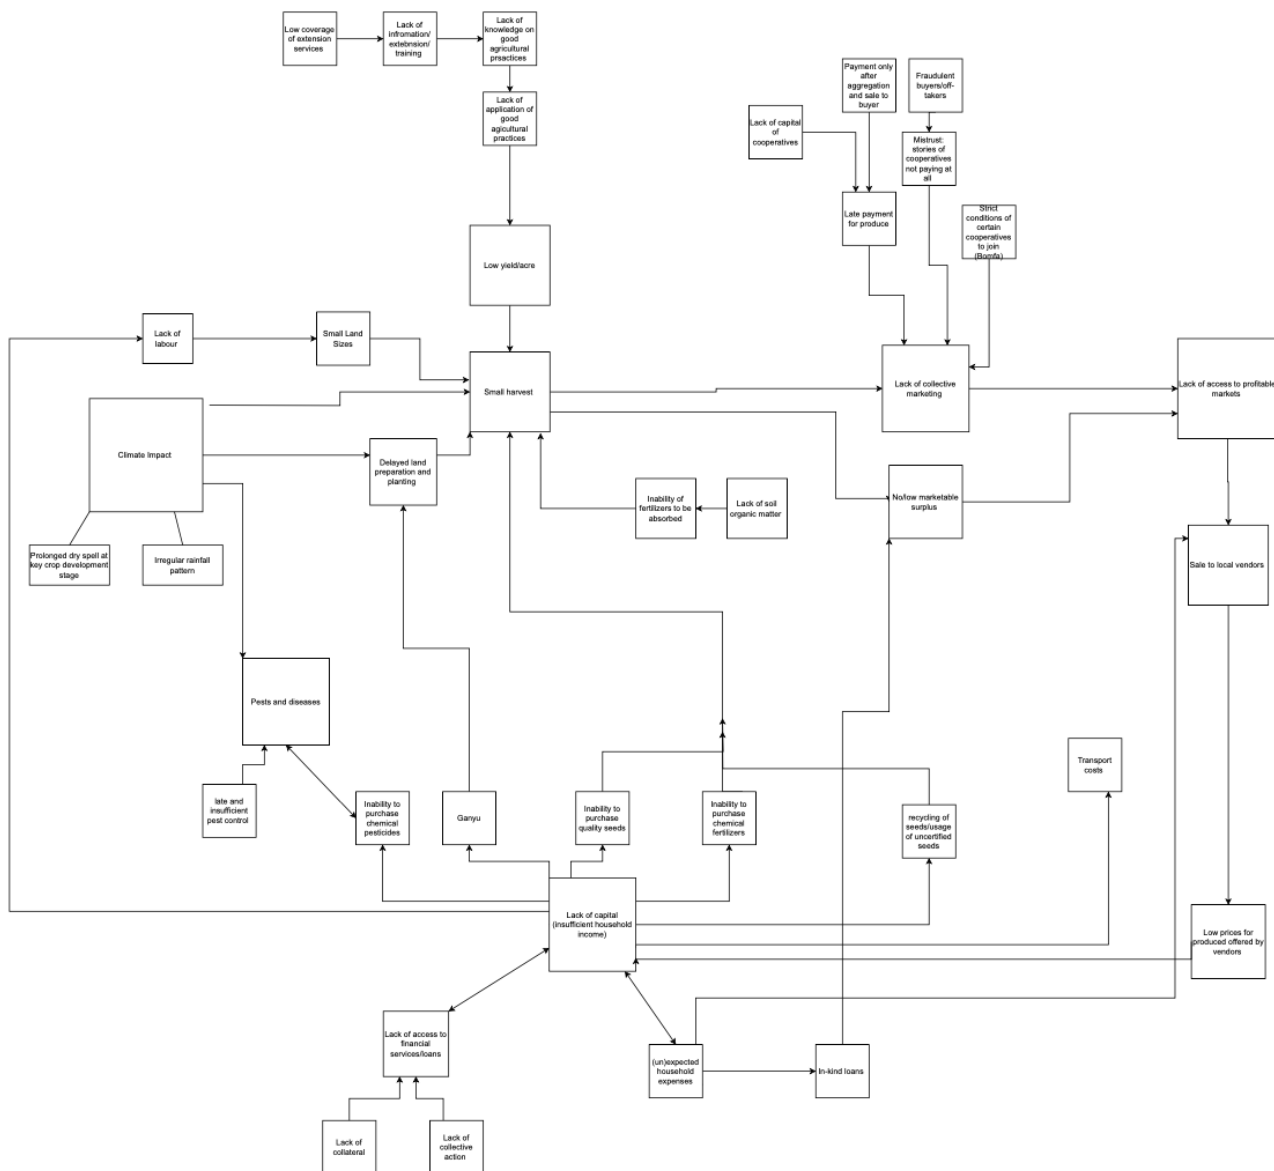 Low coverage
of extension
services
Lack of
infromation/
extebnsion/
training
Lack of
knowledge on
good
agricultural
prsactices
Lack of
application of
good
agicultural
practices
Payment only
after
aggregation
and sale to
buyer
Fraudulent
buyers/off-
takers
Lack of capital
of
cooperatives
Mistrust:
stories of
cooperatives
not paying at
all
Late payment
for produce
Strict
conditions of
certain
cooperatives
to join
(Bomfa)
Low yield/acre
Lack of
labour
Small Land
Sizes
Small harvest
Lack of collective
marketing
Lack of access to profitable
markets
Climate Impact
Delayed land
preparation and
planting
Inability of
fertilizers to be
absorbed
Lack of soil
organic matter
No/low marketable
surplus
Prolonged dry spell at
key crop development
stage
Irregular rainfall
pattern
Sale to local vendors
Pests and diseases
Transport
costs
late and
insufficient
pest control
Inability to
purchase
chemical
pesticides
Ganyu
Inability to
purchase
quality seeds
Inability to
purchase
chemical
fertilizers
recycling of
seeds/usage
of uncertified
seeds
Lack of capital
(insufficient household
income)
Low prices for
produced offered by
vendors
Lack of access to
financial
services/loans
(un)expected
household
expenses
In-kind loans
Lack of
collateral
Lack of
collective
action